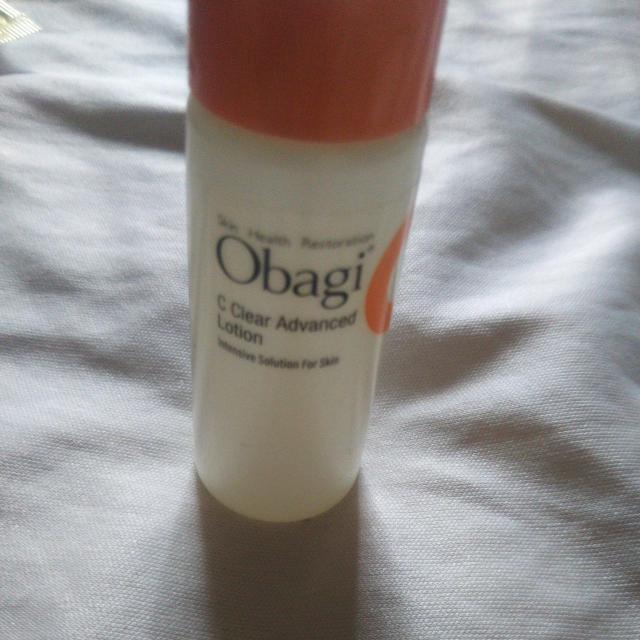 Skin Health Restoration
Obagi
C Clear Advanced
Lotion
Intensive Solution For Skin